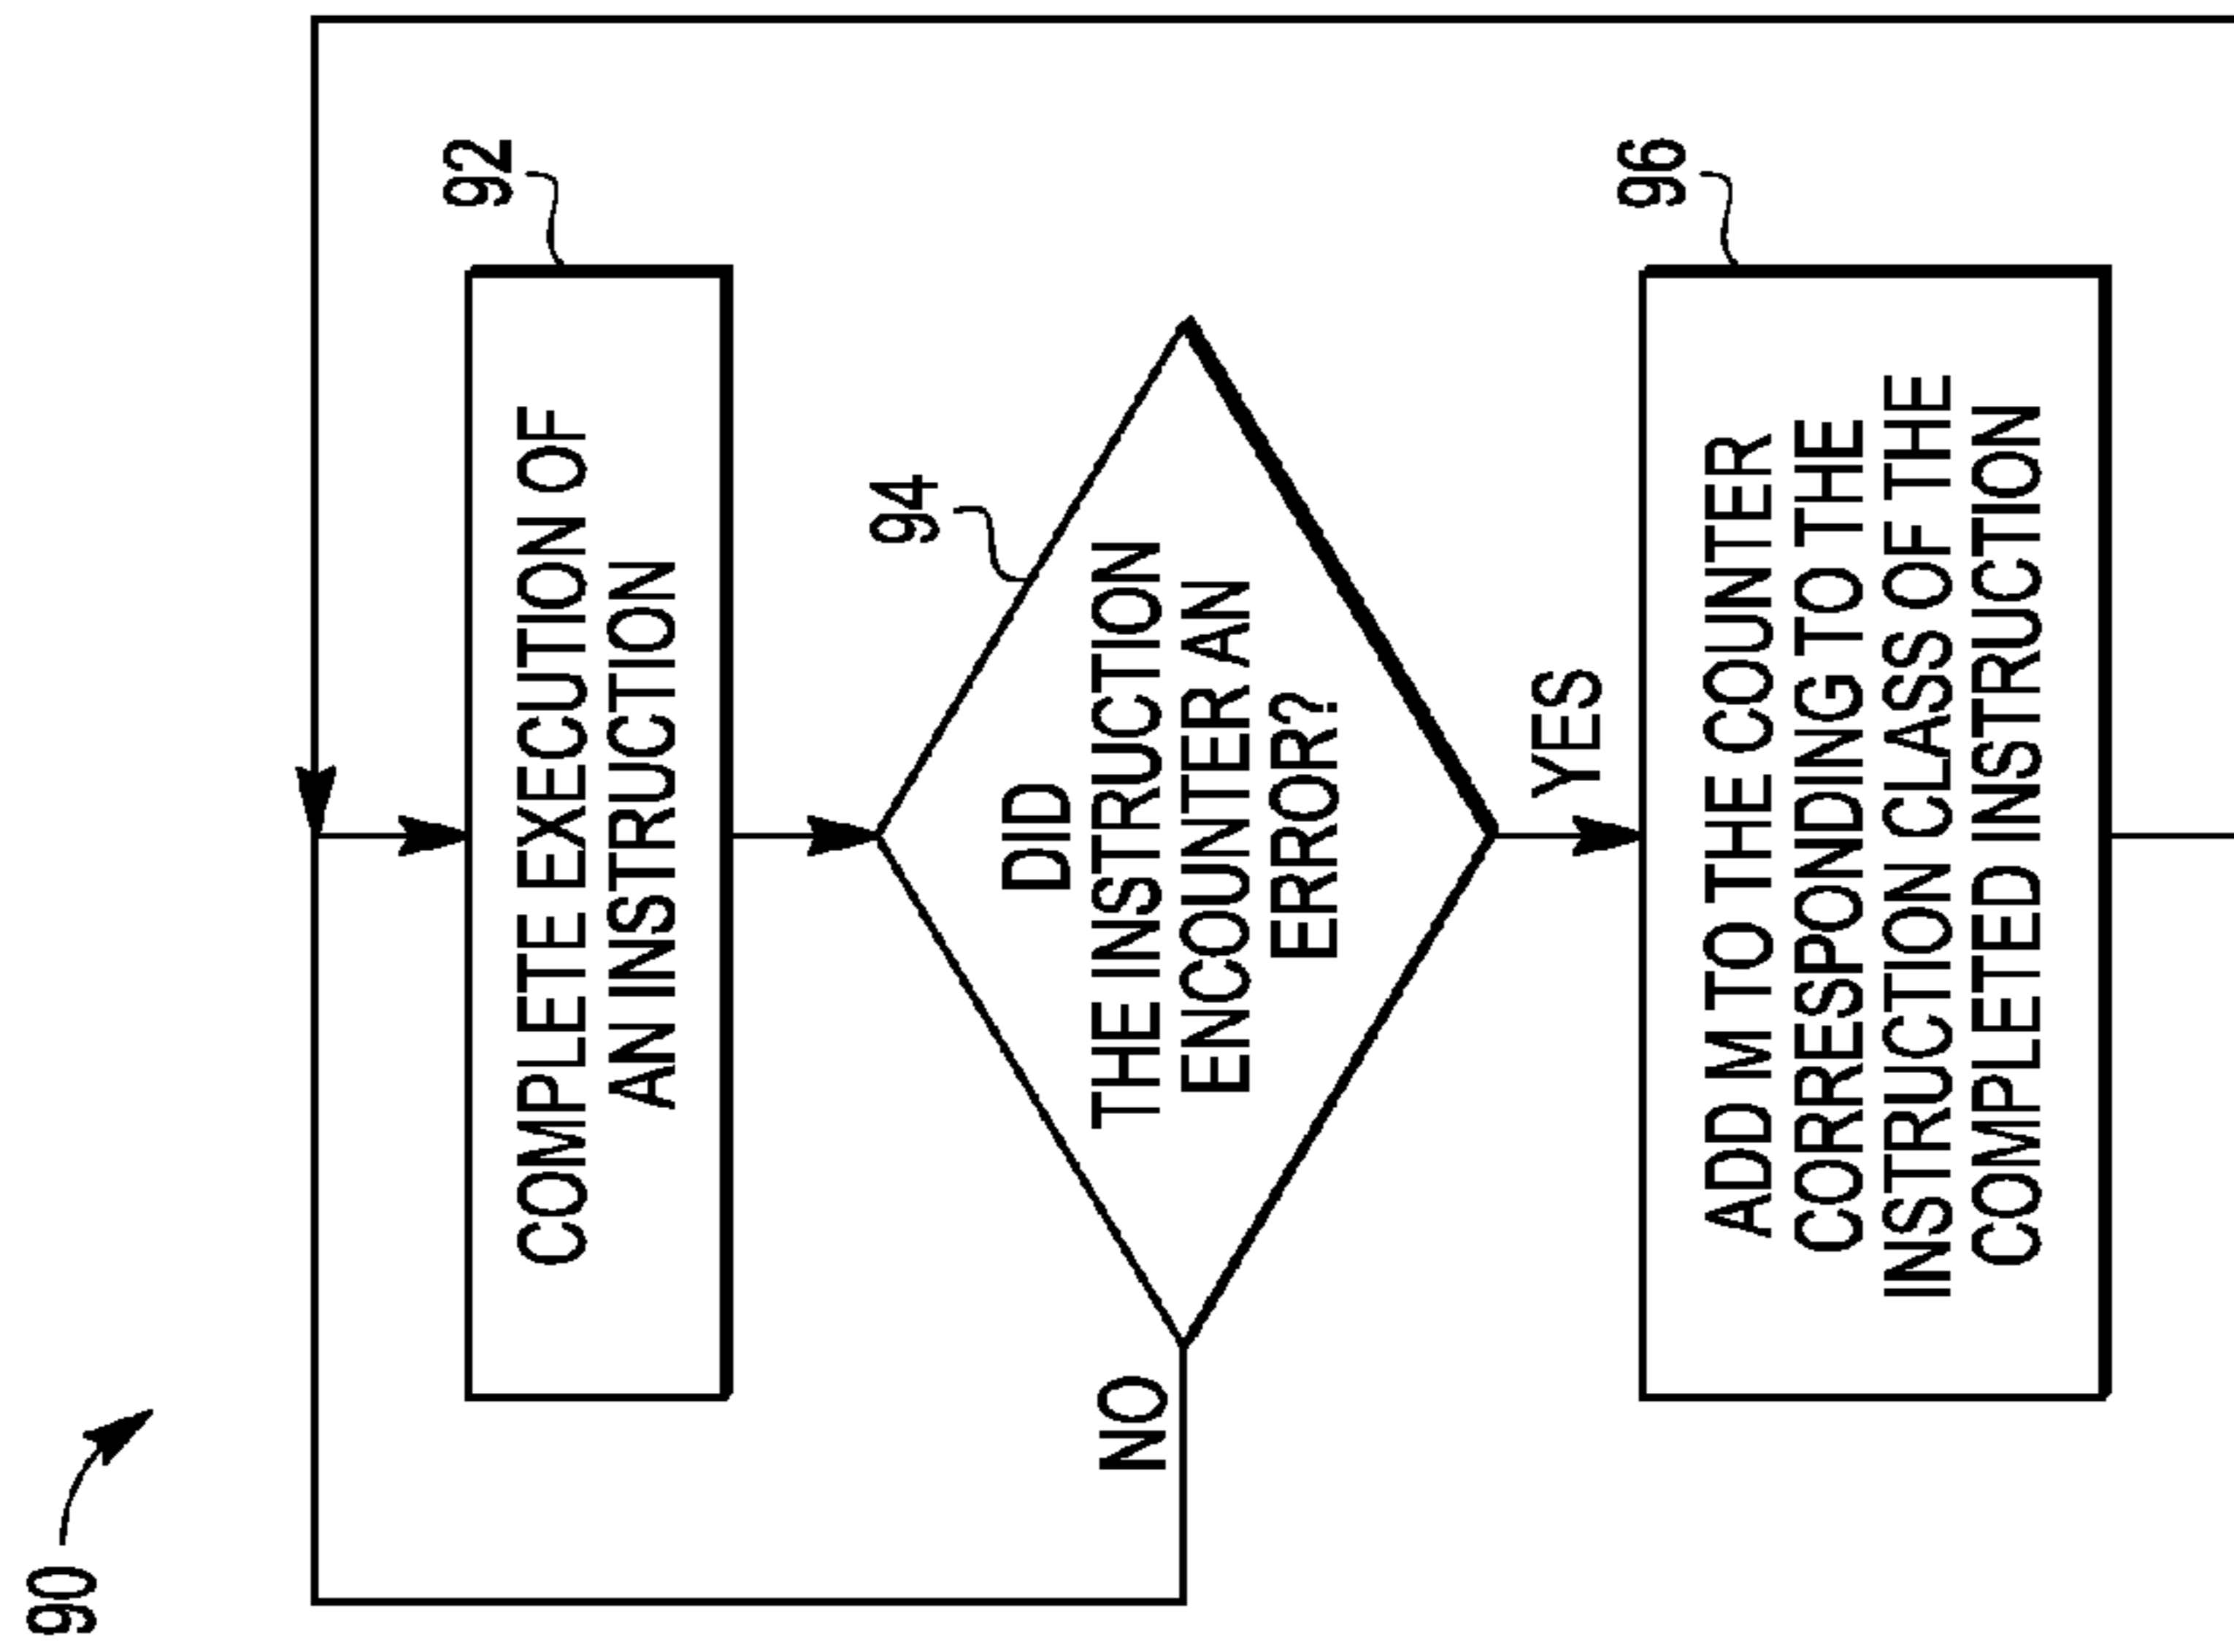 90
92
COMPLETE EXECUTION OF
AN INSTRUCTION
94
DID
THE INSTRUCTION
ENCOUNTER AN
ERROR?
NO
YES
96
ADD M TO THE COUNTER
CORRESPONDING TO THE
INSTRUCTION CLASS OF THE
COMPLETED INSTRUCTION